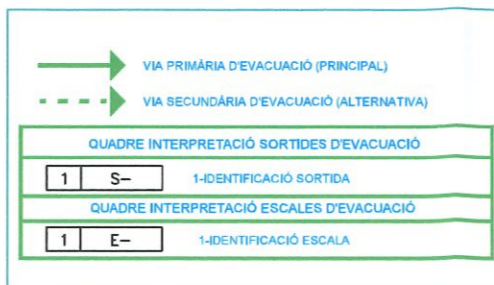 VIA PRIMÀRIA D'EVACUACIÓ (PRINCIPAL)
VIA SECUNDÀRIA D'EVACUACIÓ (ALTERNATIVA)
QUADRE INTERPRETACIÓ SORTIDES D'EVACUACIÓ
1 S- 1-IDENTIFICACIÓ SORTIDA
QUADRE INTERPRETACIÓ ESCALES D'EVACUACIÓ
1 E- 1-IDENTIFICACIÓ ESCALA